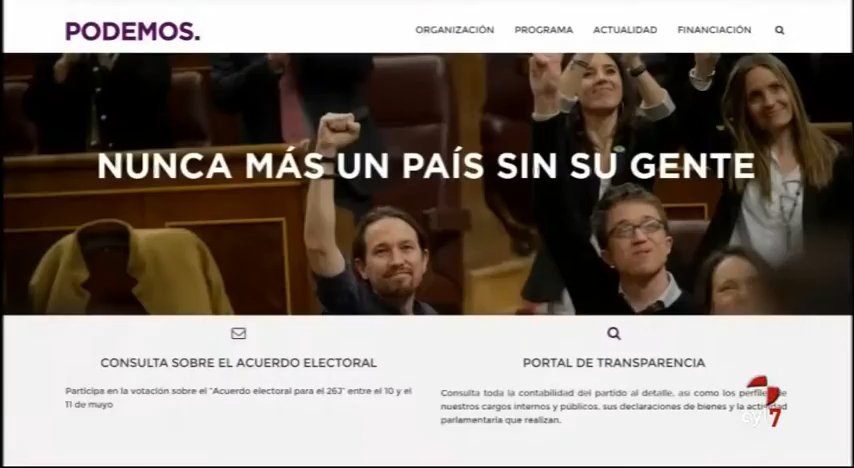 PODEMOS.
ORGANIZACIÓN PROGRAMA ACTUALIDAD FINANCIACIÓN
NUNCA MÁS UN PAÍS SIN SU GENTE
CONSULTA SOBRE EL ACUERDO ELECTORAL
Participa en la votación sobre el "Acuerdo electoral para el 26J" entre el 10 y el
11 de mayo
PORTAL DE TRANSPARENCIA
Consulta toda la contabilidad del partido al detalle, así como los perfiles de
nuestros cargos internos y públicos, sus declaraciones de bienes y la actividad
parlamentaria que realizan.
cyl 7